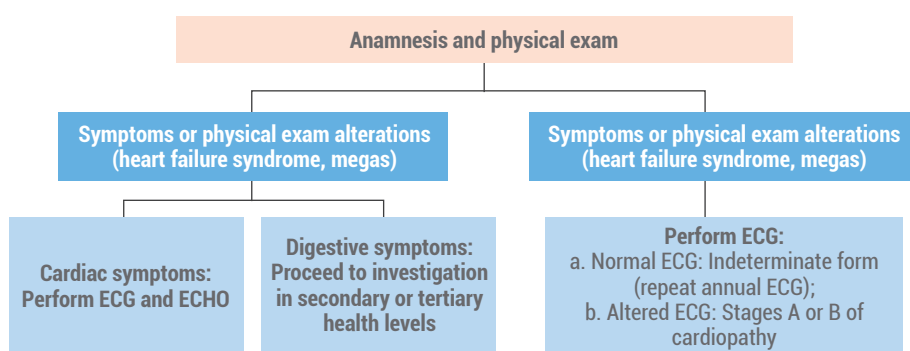 Anamnesis and physical exam
Symptoms or physical exam alterations
(heart failure syndrome, megas)
Symptoms or physical exam alterations
(heart failure syndrome, megas)
Cardiac symptoms:
Perform ECG and ECHO
Digestive symptoms:
Proceed to investigation
in secondary or tertiary
health levels
Perform ECG:
a. Normal ECG: Indeterminate form
(repeat annual ECG);
b. Altered ECG: Stages A or B of
cardiopathy